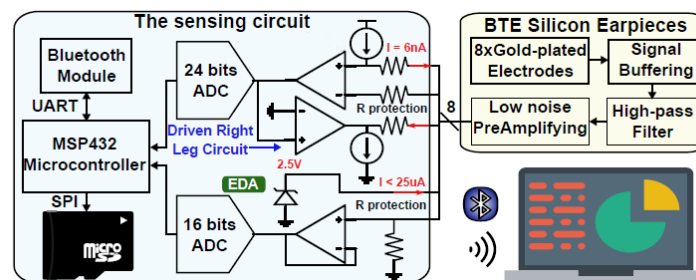 The sensing circuit
BTE Silicon Earpieces
Bluetooth
Module
UART
MSP432
Microcontroller
SPI
micro
SD
24 bits
ADC
Driven Right
Leg Circuit
16 bits
ADC
I = 6nA
R protection
2.5V
EDA
I < 25uA
R protection
8
8xGold-plated
Electrodes
Signal
Buffering
Low noise
PreAmplifying
High-pass
Filter
+
-
-
+
+
-